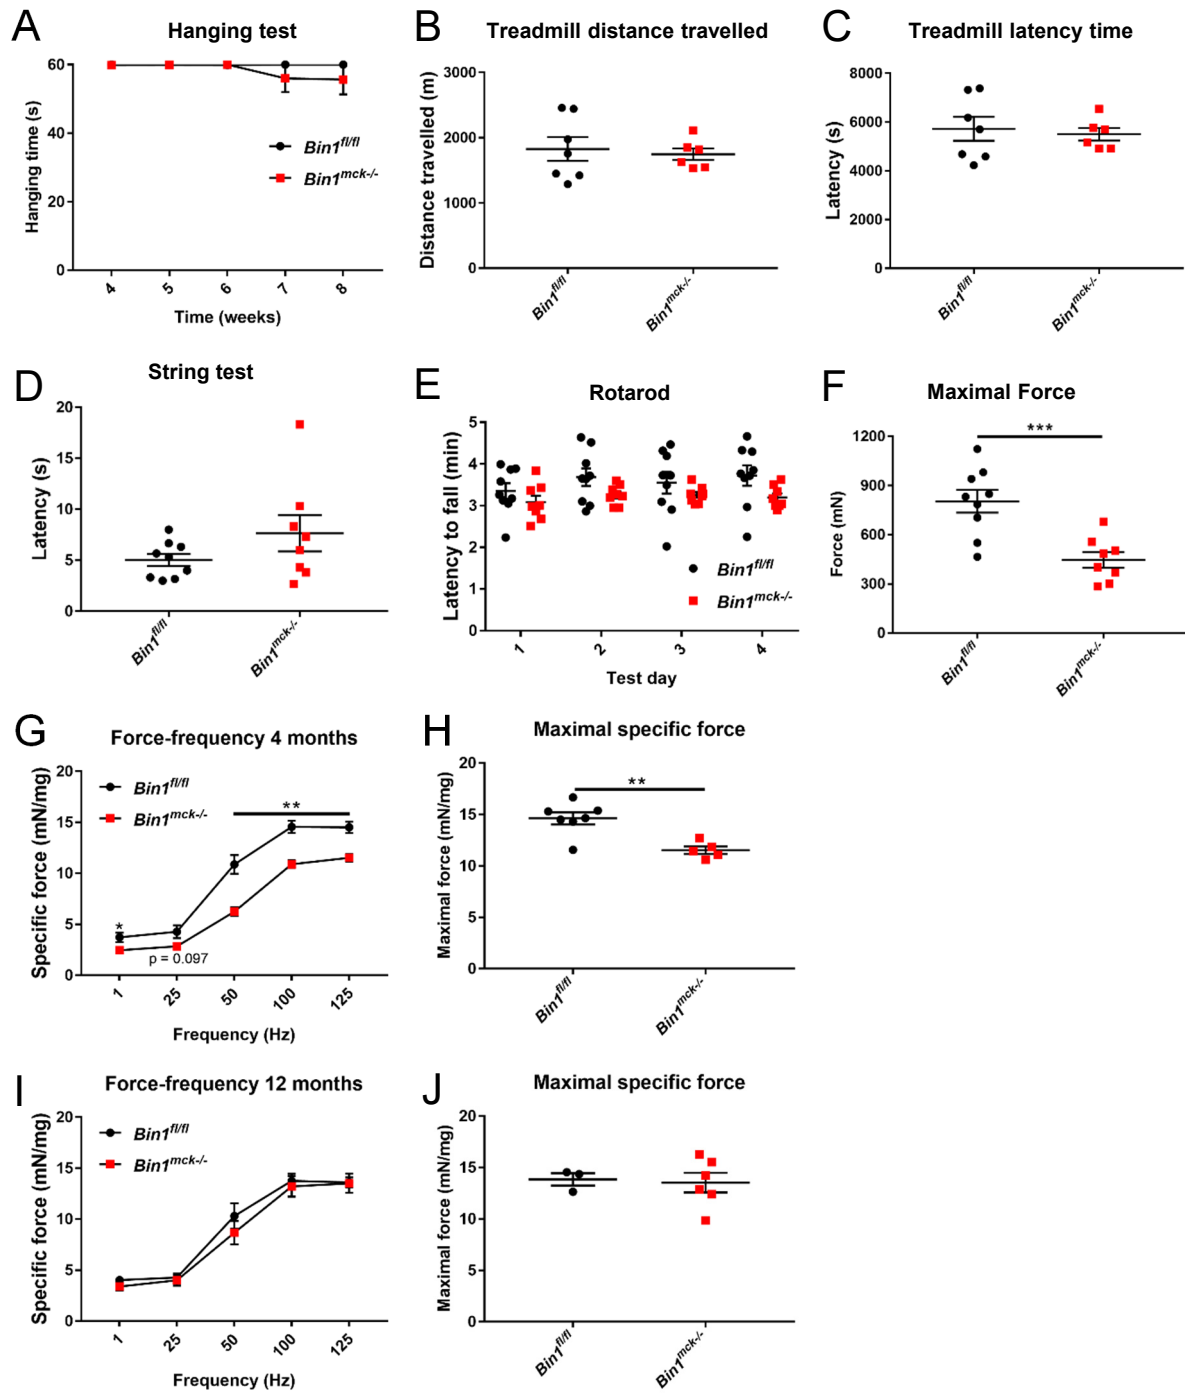 A
Hanging test
Hanging time (s)
60
40
20
0
Bin1fl/fl
Bin1mck-/-
4 5 6 7 8
Time (weeks)
B
Treadmill distance travelled
Distance travelled (m)
3000
2000
1000
0
Bin1fl/fl
Bin1mck-/-
C
Treadmill latency time
Latency (s)
8000
6000
4000
2000
0
Bin1fl/fl
Bin1mck-/-
D
String test
Latency (s)
20
15
10
5
0
Bin1fl/fl
Bin1mck-/-
E
Rotarod
Latency to fall (min)
5
4
3
2
1
0
Bin1fl/fl
Bin1mck-/-
1 2 3 4
Test day
F
Maximal Force
Force (mN)
1200
900
600
300
0
***
Bin1fl/fl
Bin1mck-/-
G
Force-frequency 4 months
Specific force (mN/mg)
20
15
10
5
0
Bin1fl/fl
Bin1mck-/-
**
*
p = 0.097
1 25 50 100 125
Frequency (Hz)
H
Maximal specific force
Maximal force (mN/mg)
20
15
10
5
0
**
Bin1fl/fl
Bin1mck-/-
I
Force-frequency 12 months
Specific force (mN/mg)
20
15
10
5
0
Bin1fl/fl
Bin1mck-/-
1 25 50 100 125
Frequency (Hz)
J
Maximal specific force
Maximal force (mN/mg)
20
15
10
5
0
Bin1fl/fl
Bin1mck-/-